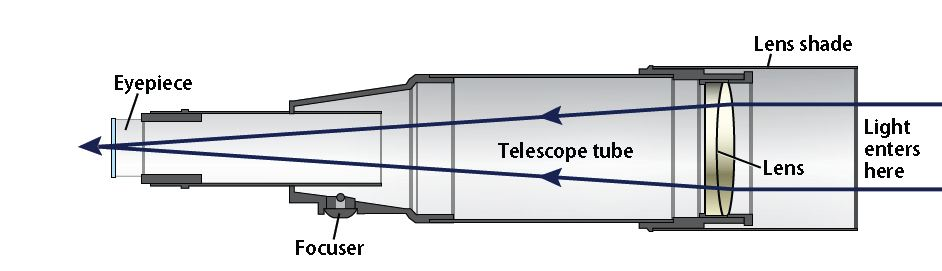 Lens shade
Eyepiece
Light
enters
here
Telescope tube
Lens
Focuser